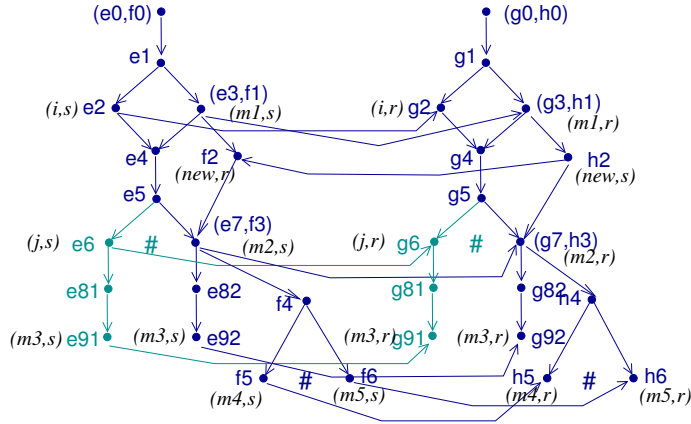 (e0,f0) (g0,h0)
e1 g1
e2 (e3,f1) g2 (g3,h1)
(i,s) (m1,s) (i,r) (m1,r)
e4 f2 g4 h2
(new,r) (new,s)
e5 g5
(e7,f3) (g7,h3)
(j,s) e6 # (m2,s) (j,r) g6 # (m2,r)
e81 e82 f4 g81 g82 h4
(m3,s) e91 (m3,s) e92 (m3,r) g91 (m3,r) g92
f5 # f6 h5 # h6
(m4,s) (m5,s) (m4,r) (m5,r)